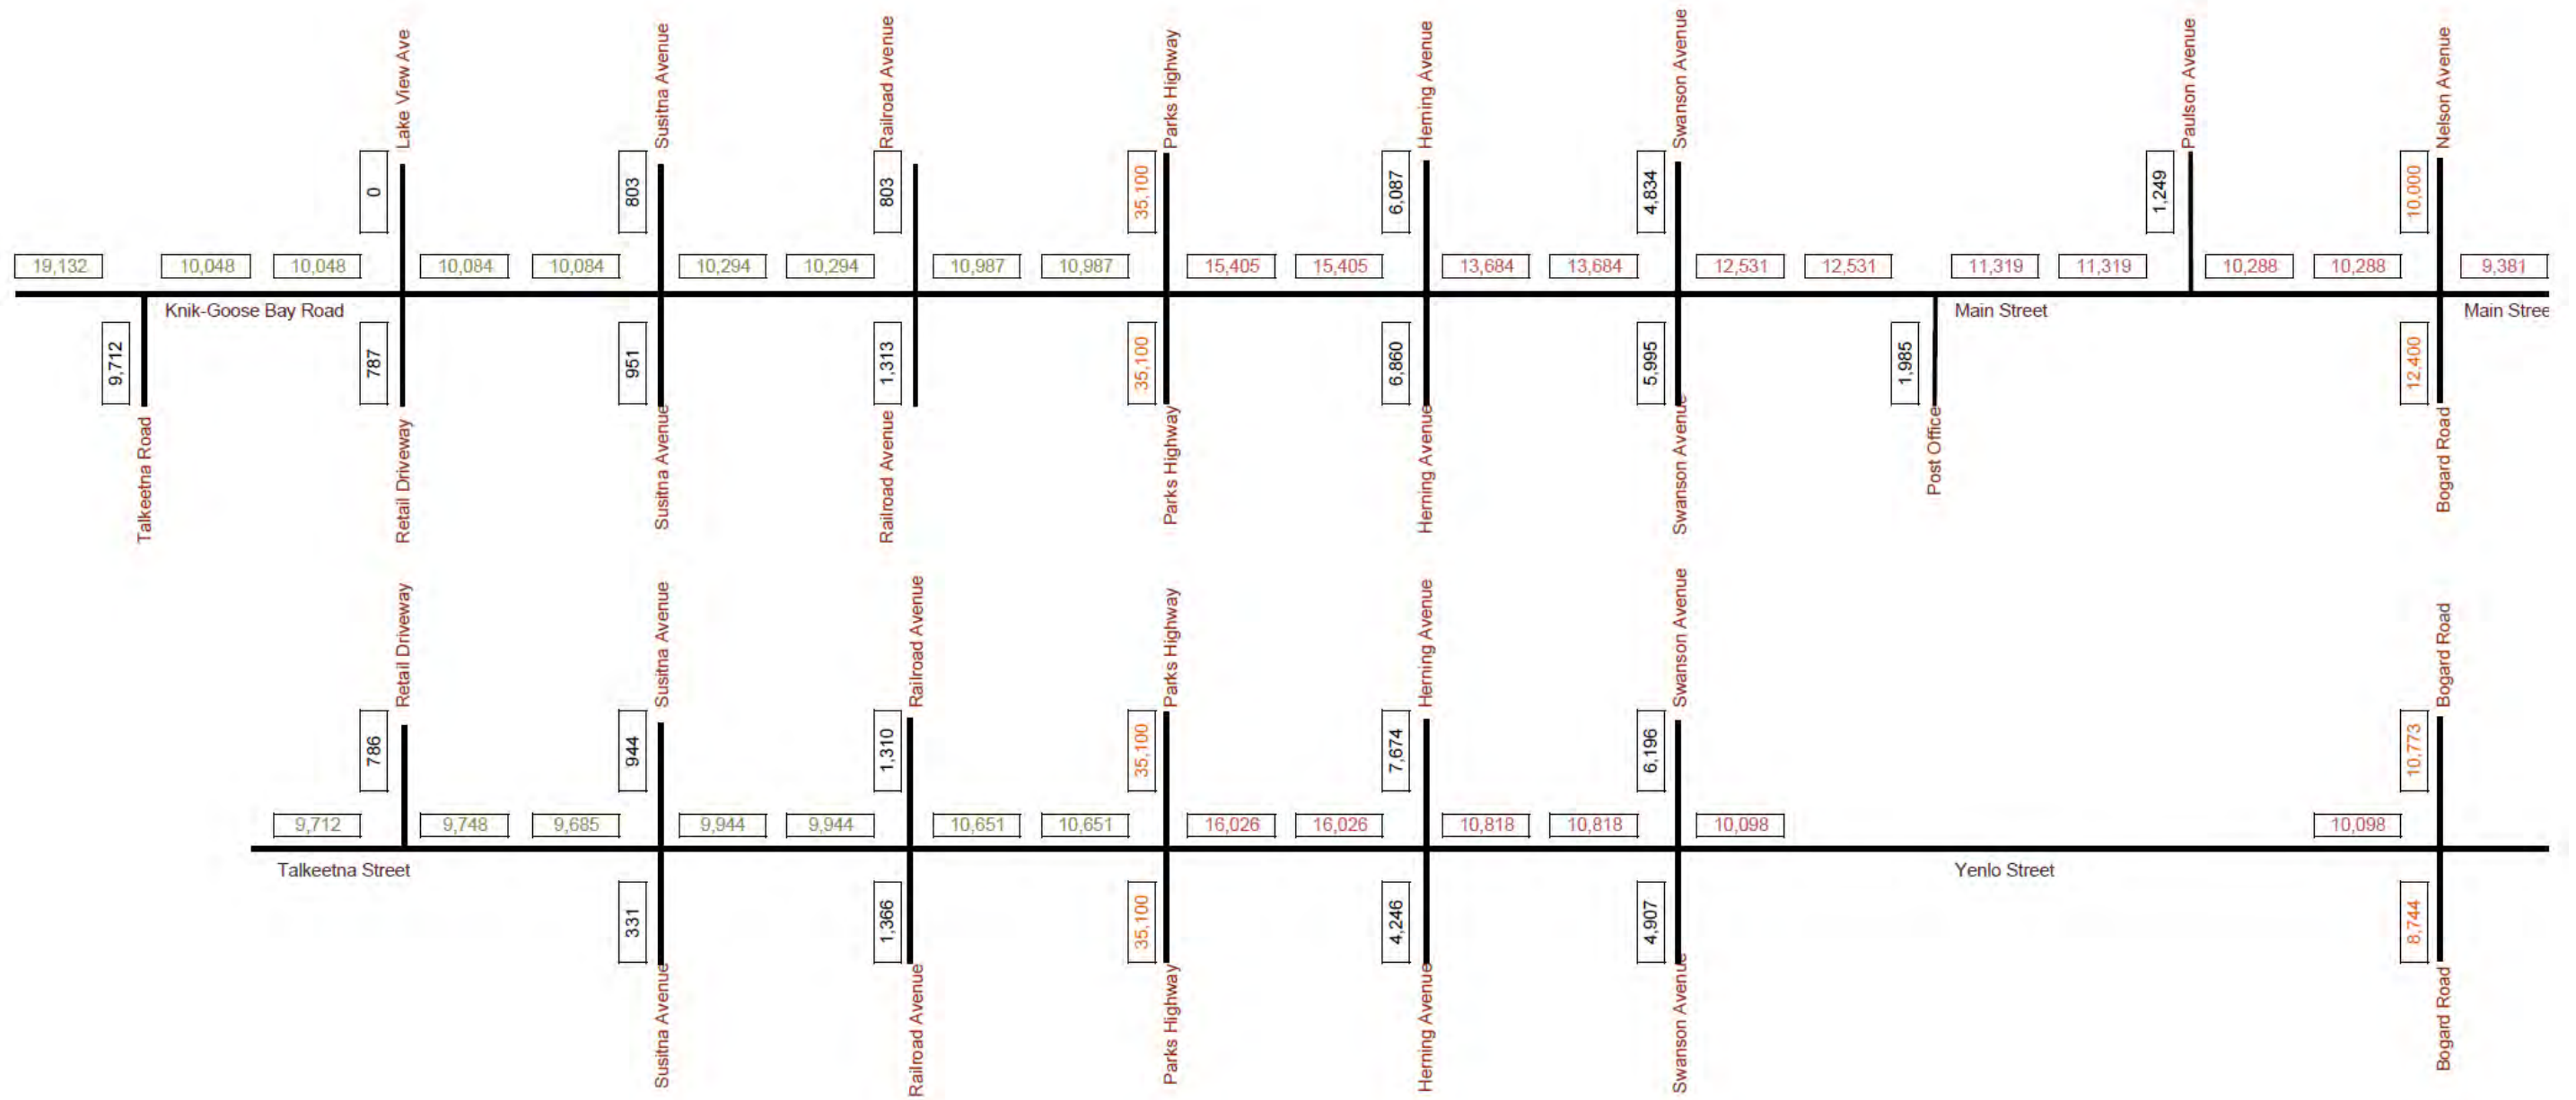 Lake View Ave
Susitna Avenue
Railroad Avenue
Parks Highway
Herning Avenue
Swanson Avenue
Paulson Avenue
Nelson Avenue
0
803
803
35,100
6,087
4,834
1,249
10,000
19,132
10,048
10,048
10,084
10,084
10,294
10,294
10,987
10,987
15,405
15,405
13,684
13,684
12,531
12,531
11,319
11,319
10,288
10,288
9,381
Knik-Goose Bay Road
Main Street
Main Stree
9,712
787
951
1,313
35,100
6,860
5,995
1,985
12,400
Talkeetna Road
Retail Driveway
Susitna Avenue
Railroad Avenue
Parks Highway
Herning Avenue
Swanson Avenue
Post Office
Bogard Road
Retail Driveway
Susitna Avenue
Railroad Avenue
Parks Highway
Herning Avenue
Swanson Avenue
Bogard Road
786
944
1,310
35,100
7,674
6,196
10,773
9,712
9,748
9,685
9,944
9,944
10,651
10,651
16,026
16,026
10,818
10,818
10,098
10,098
Talkeetna Street
Yenlo Street
331
1,366
35,100
4,246
4,907
8,744
Susitna Avenue
Railroad Avenue
Parks Highway
Herning Avenue
Swanson Avenue
Bogard Road